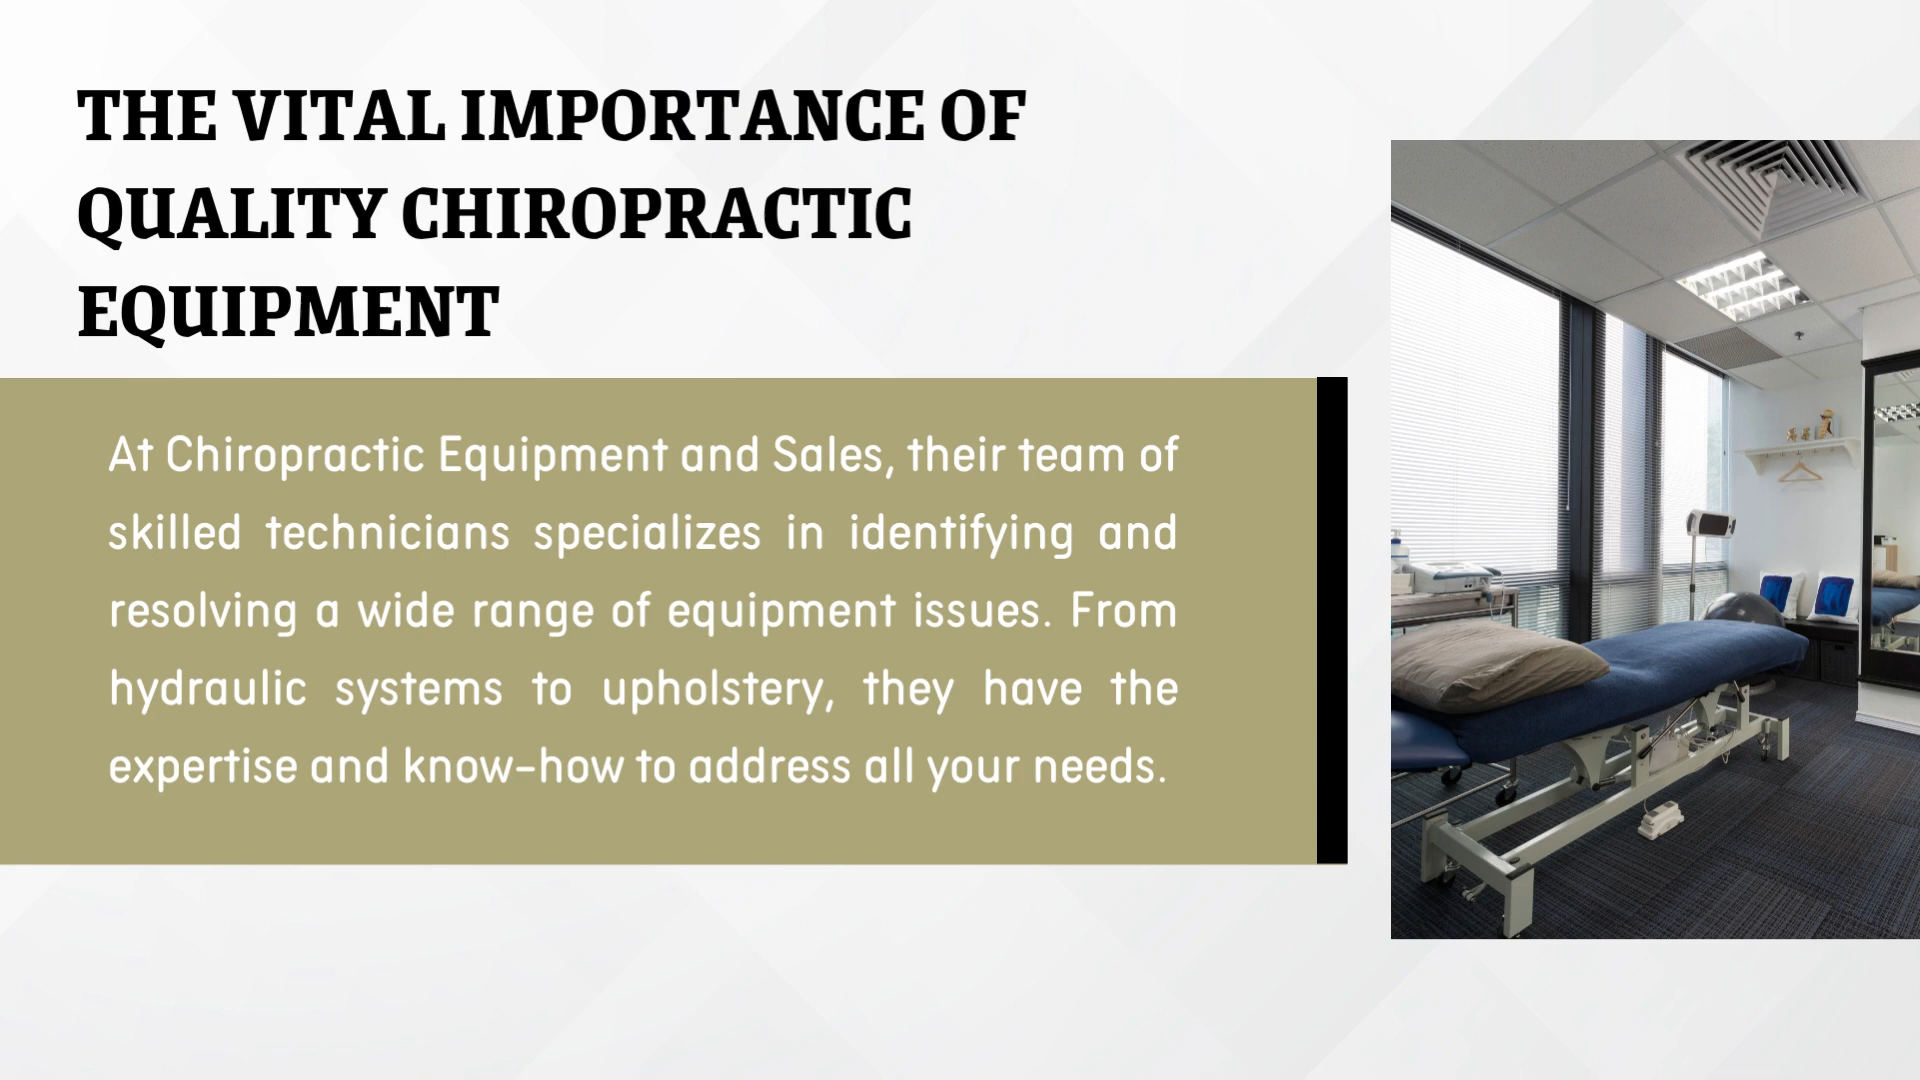 THE VITAL IMPORTANCE OF
QUALITY CHIROPRACTIC
EQUIPMENT
At Chiropractic Equipment and Sales, their team of
skilled technicians specializes in identifying and
resolving a wide range of equipment issues. From
hydraulic systems to upholstery, they have the
expertise and know-how to address all your needs.